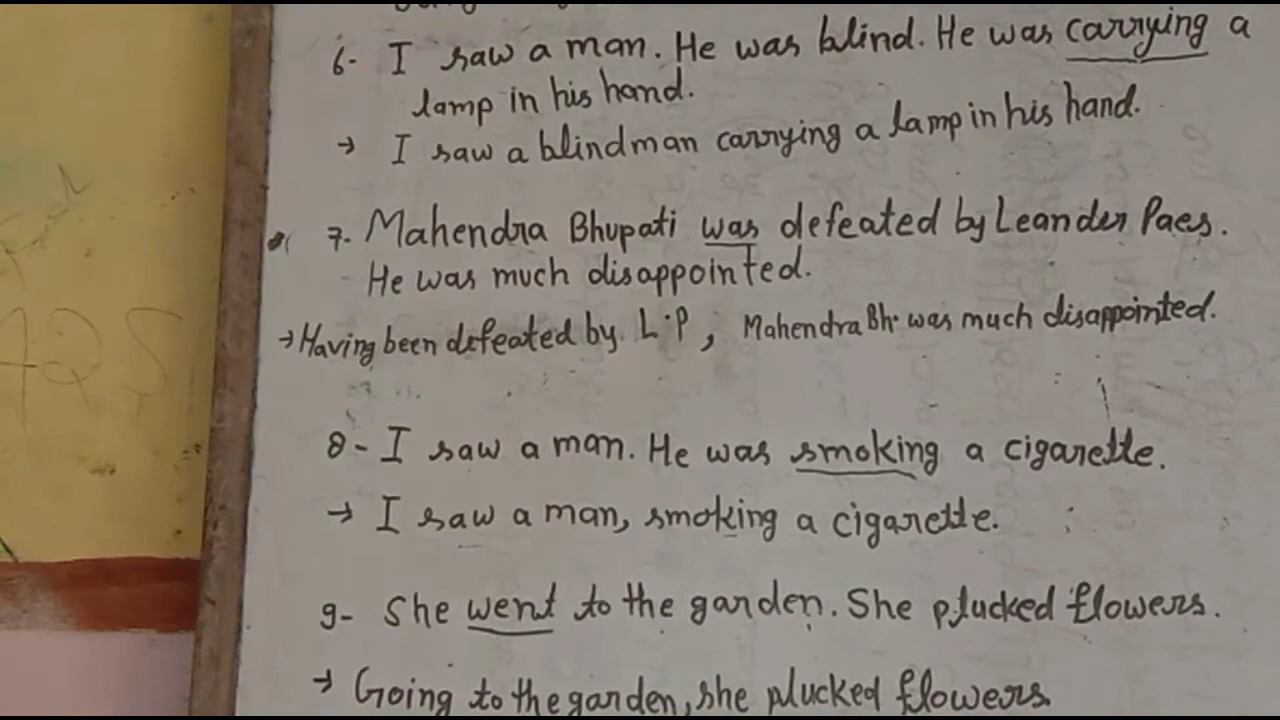 6- I saw a man. He was blind. He was carrying a
lamp in his hand.
→ I saw a blindman carrying a lamp in his hand.
7- Mahendra Bhupati was defeated by Leander Paes.
He was much disappointed.
→ Having been defeated by L.P, Mahendra Bh. was much disappointed.
8- I saw a man. He was smoking a cigarette.
→ I saw a man, smoking a cigarette.
9- She went to the garden. She plucked flowers.
→ Going to the garden, she plucked flowers.